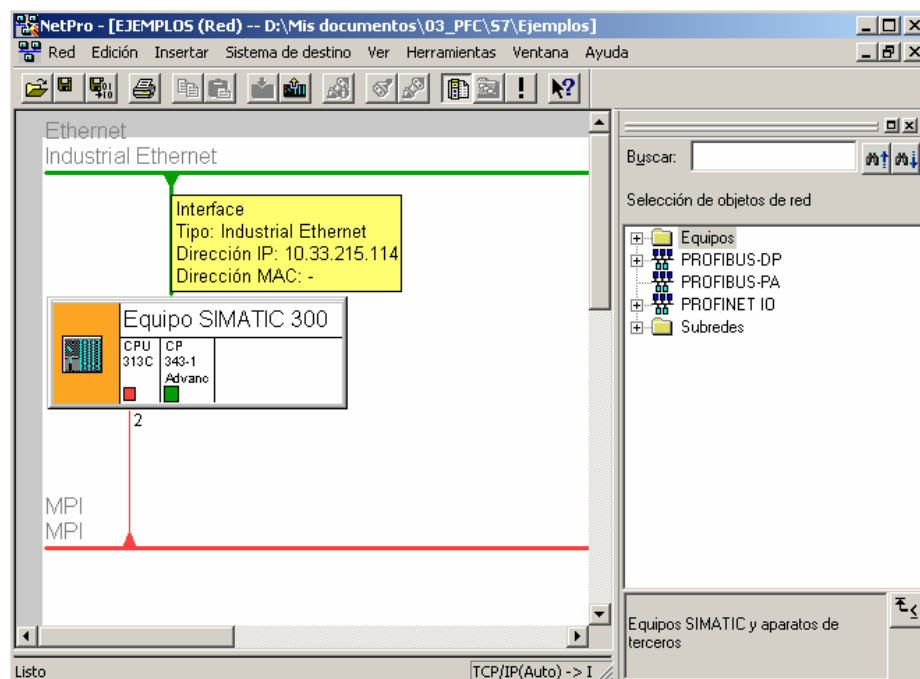 NetPro - [EJEMPLOS (Red) -- D:\Mis documentos\03_PFC\S7\Ejemplos]
Red Edición Insertar Sistema de destino Ver Herramientas Ventana Ayuda
Ethernet
Industrial Ethernet
Interface
Tipo: Industrial Ethernet
Dirección IP: 10.33.215.114
Dirección MAC: -
Equipo SIMATIC 300
CPU
313C
CP
343-1
Advanc
2
MPI
MPI
Buscar:
Selección de objetos de red
Equipos
PROFIBUS-DP
PROFIBUS-PA
PROFINET IO
Subredes
Equipos SIMATIC y aparatos de
terceros
Listo
TCP/IP(Auto) -> I